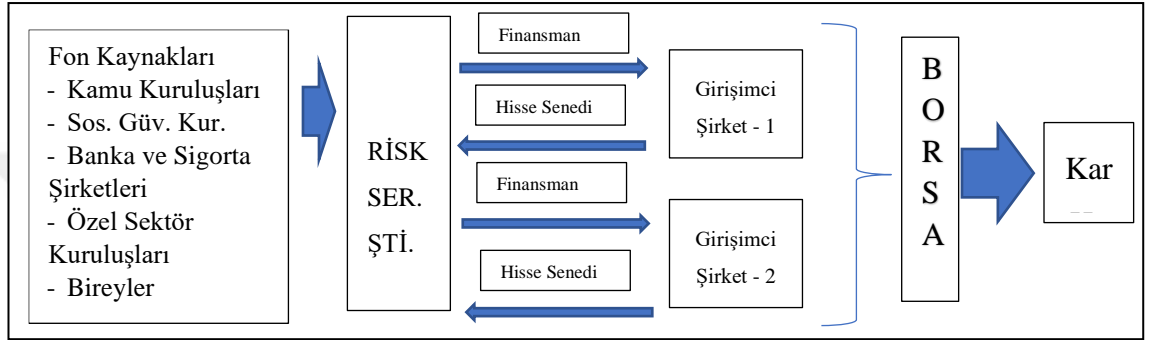 Fon Kaynakları
- Kamu Kuruluşları
- Sos. Güv. Kur.
- Banka ve Sigorta
Şirketleri
- Özel Sektör
Kuruluşları
- Bireyler
RİSK
SER.
ŞTİ.
Finansman
Hisse Senedi
Finansman
Hisse Senedi
Girişimci
Şirket - 1
Girişimci
Şirket - 2
B
O
R
S
A
Kar